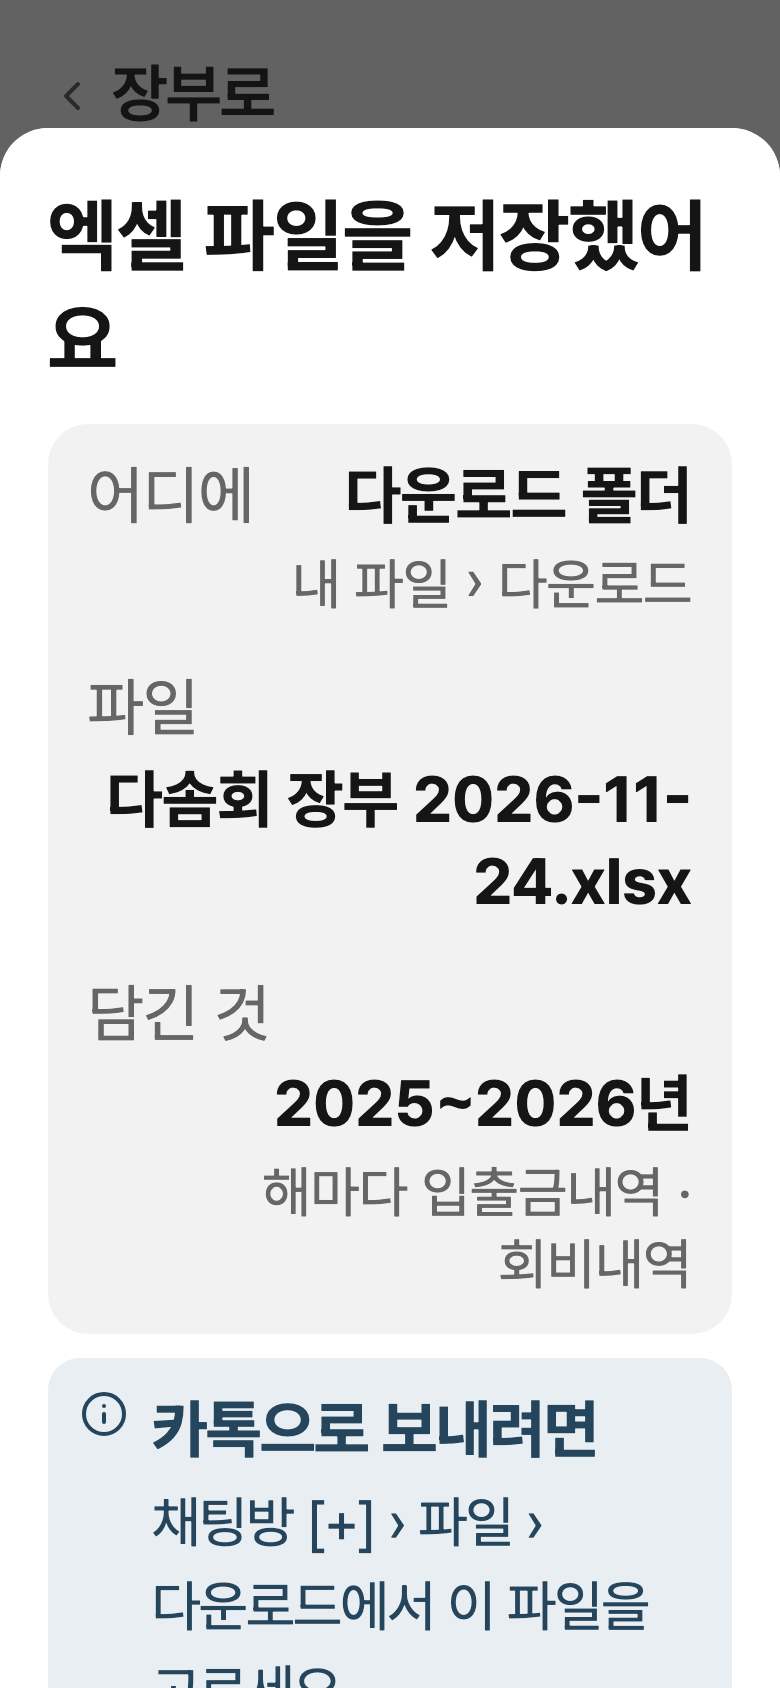 장부로
엑셀 파일을 저장했어
요
어디에 다운로드 폴더
내 파일 › 다운로드
파일
다솜회 장부 2026-11-
24.xlsx
담긴 것
2025~2026년
해마다 입출금내역 ·
회비내역
카톡으로 보내려면
채팅방 [+] › 파일 ›
다운로드에서 이 파일을
고르세요